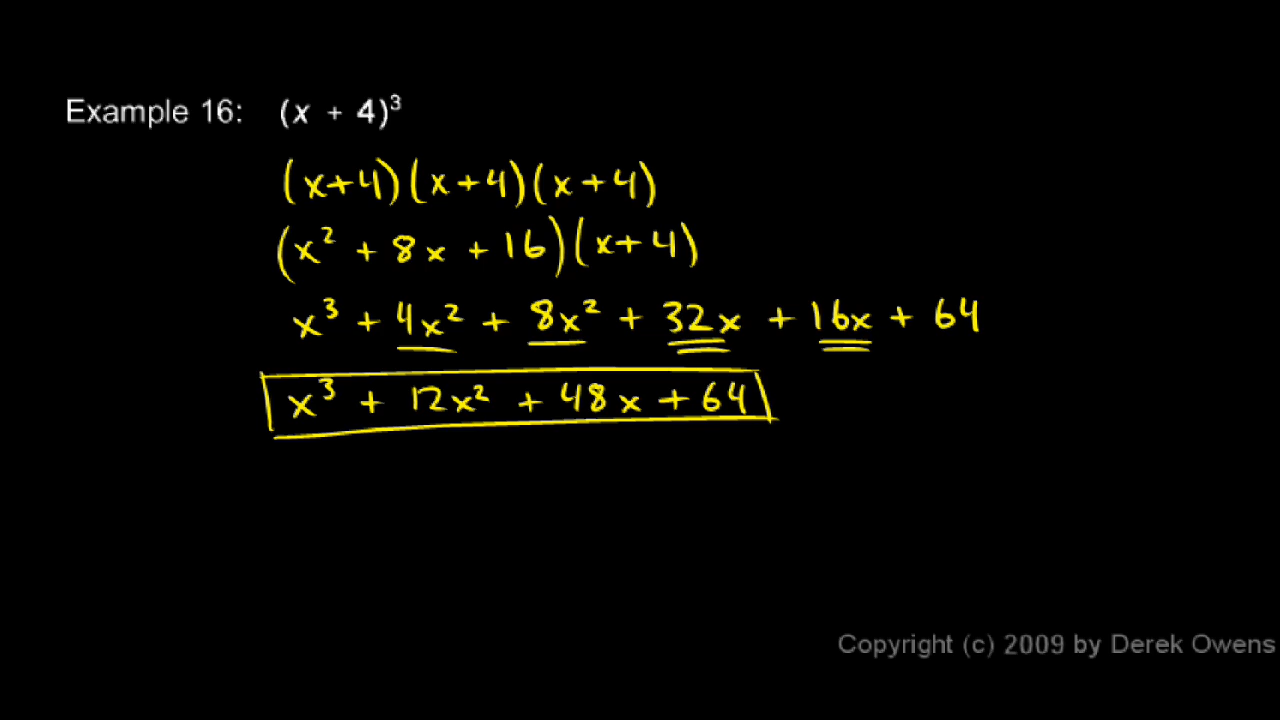 Example 16: (x + 4)³
(x+4)(x+4)(x+4)
(x² + 8x + 16)(x+4)
x³ + 4x² + 8x² + 32x + 16x + 64
x³ + 12x² + 48x + 64
Copyright (c) 2009 by Derek Owens